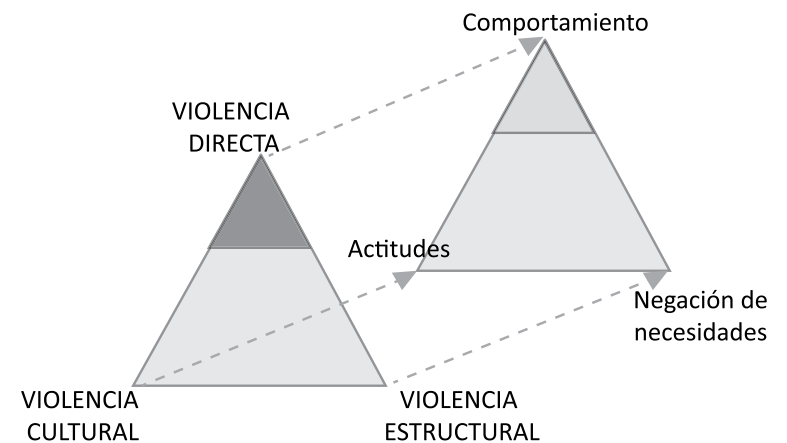 Comportamiento
VIOLENCIA
DIRECTA
Actitudes
Negación de
necesidades
VIOLENCIA
CULTURAL
VIOLENCIA
ESTRUCTURAL